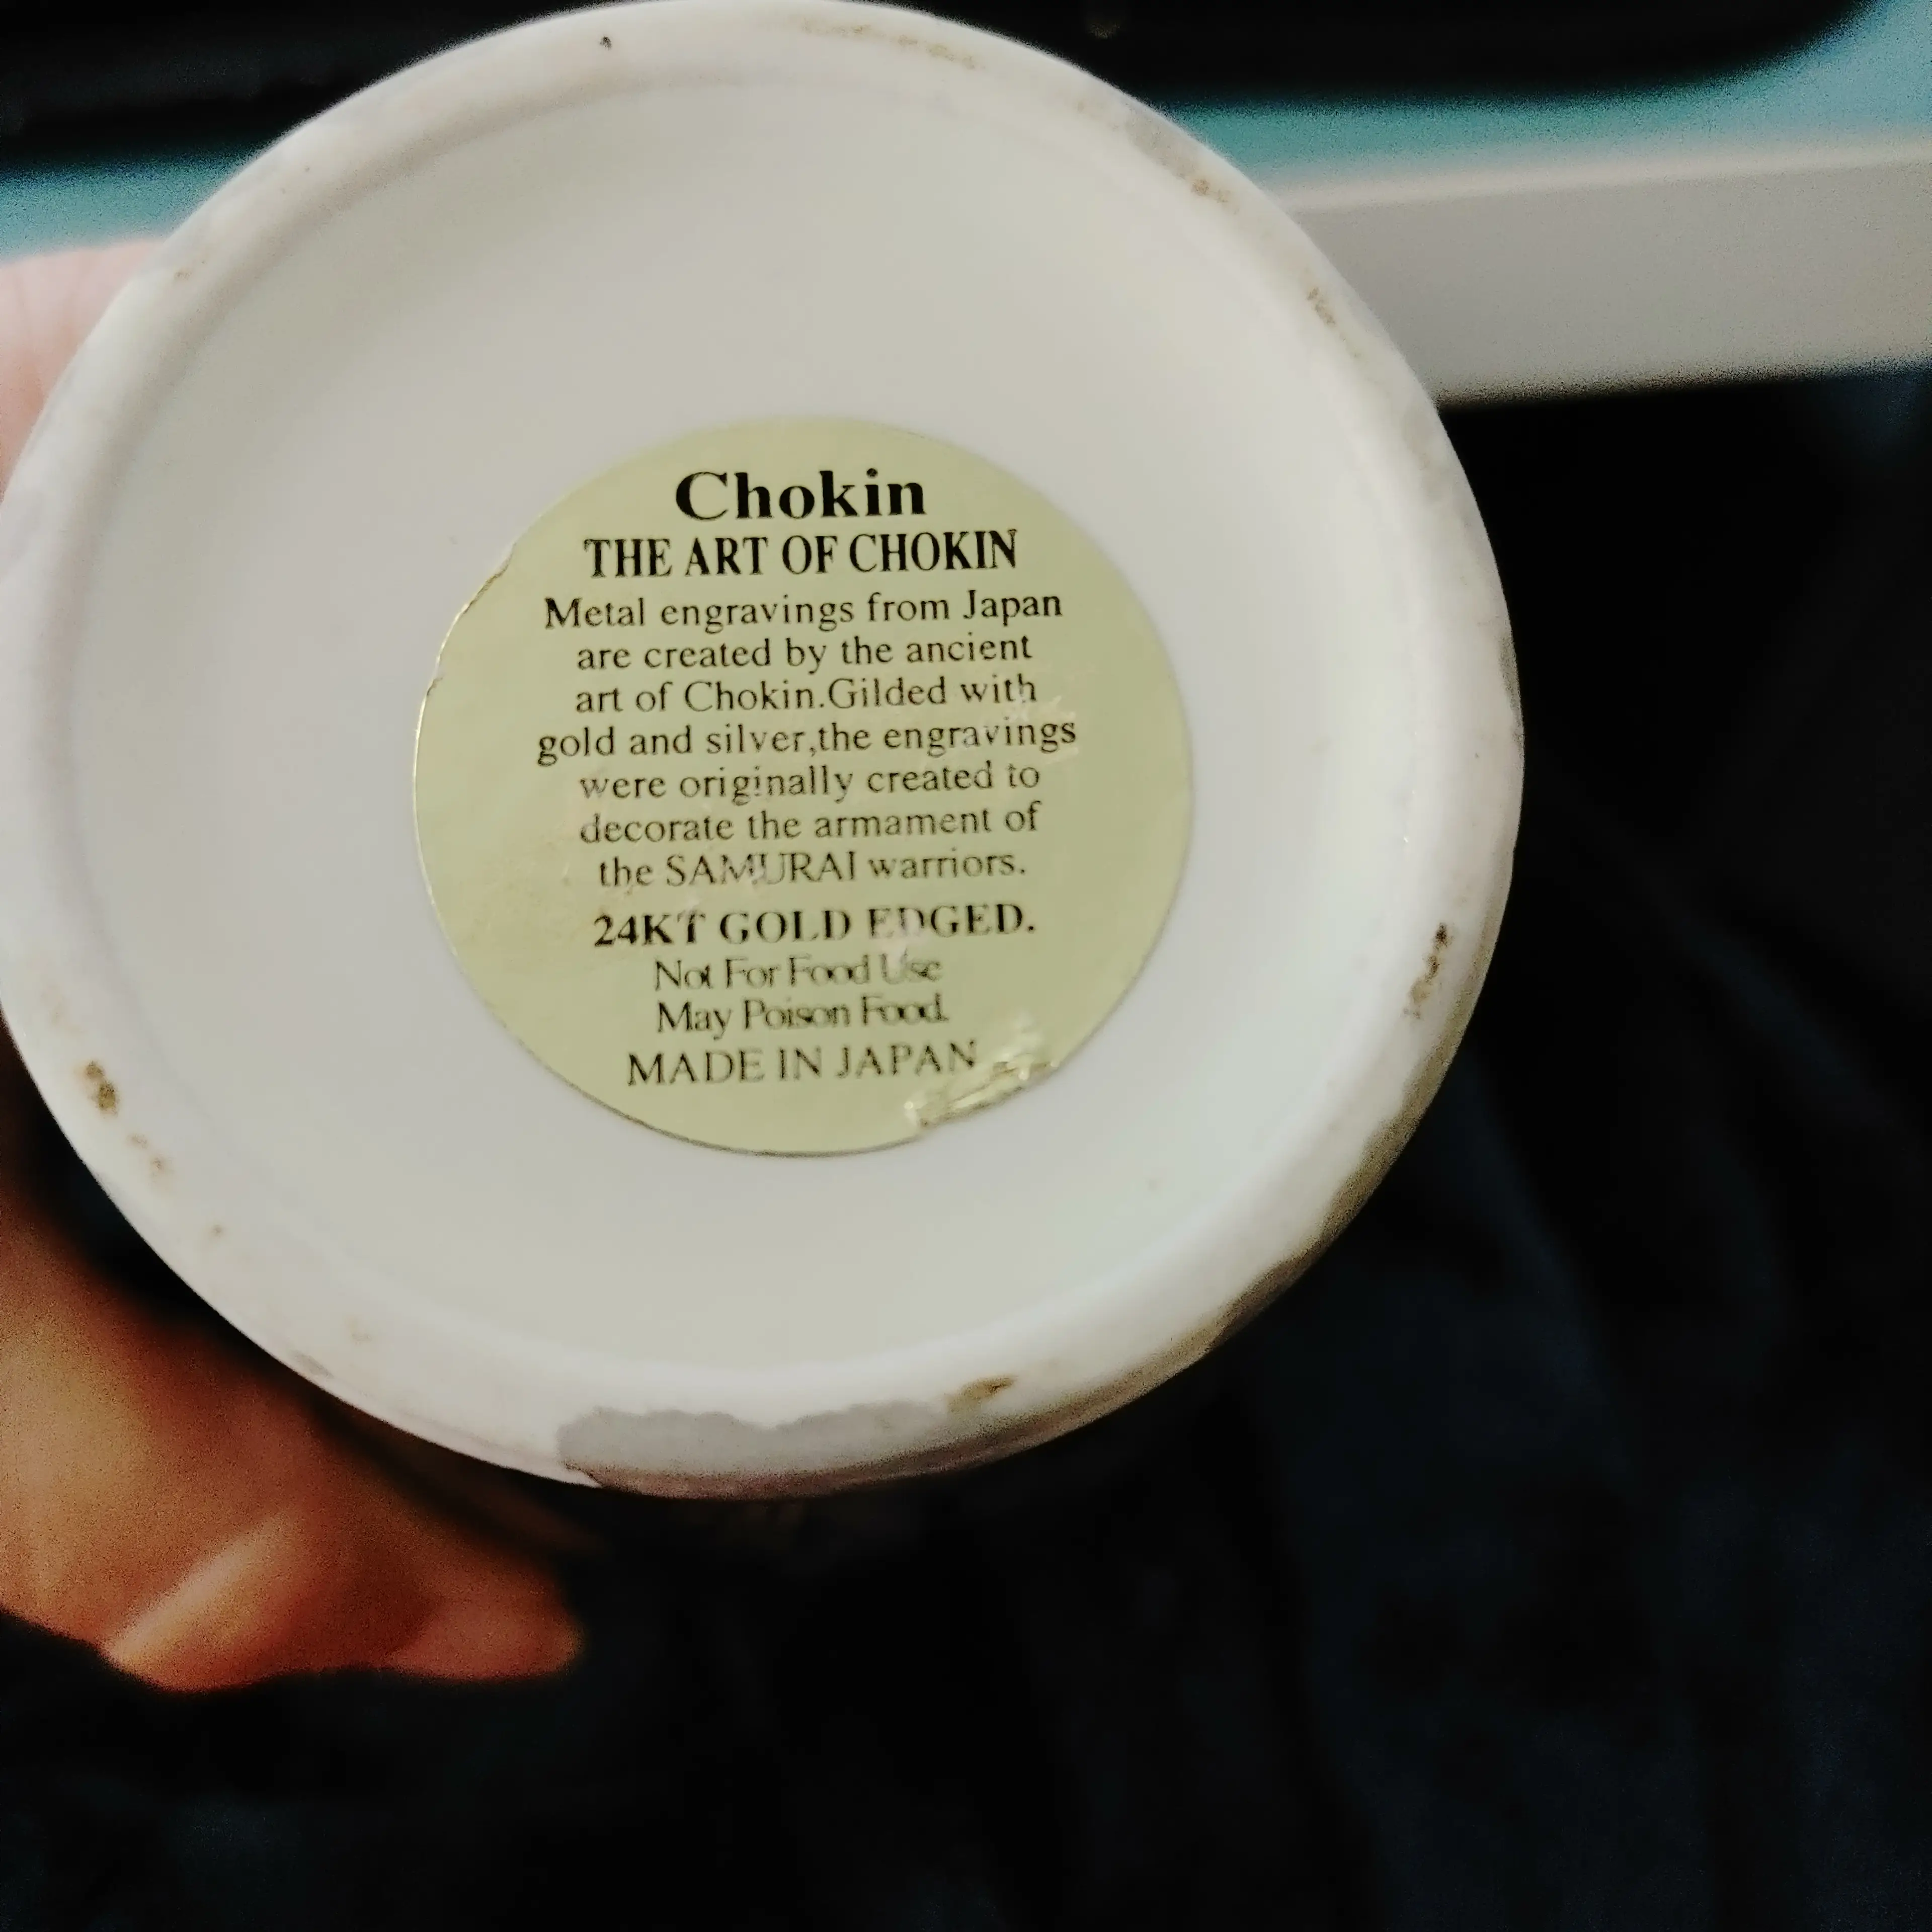 Chokin
THE ART OF CHOKIN
Metal engravings from Japan
are created by the ancient
art of Chokin.Gilded with
gold and silver,the engravings
were originally created to
decorate the armament of
the SAMURAI warriors.
24KT GOLD EDGED.
Not For Food Use
May Poison Food.
MADE IN JAPAN